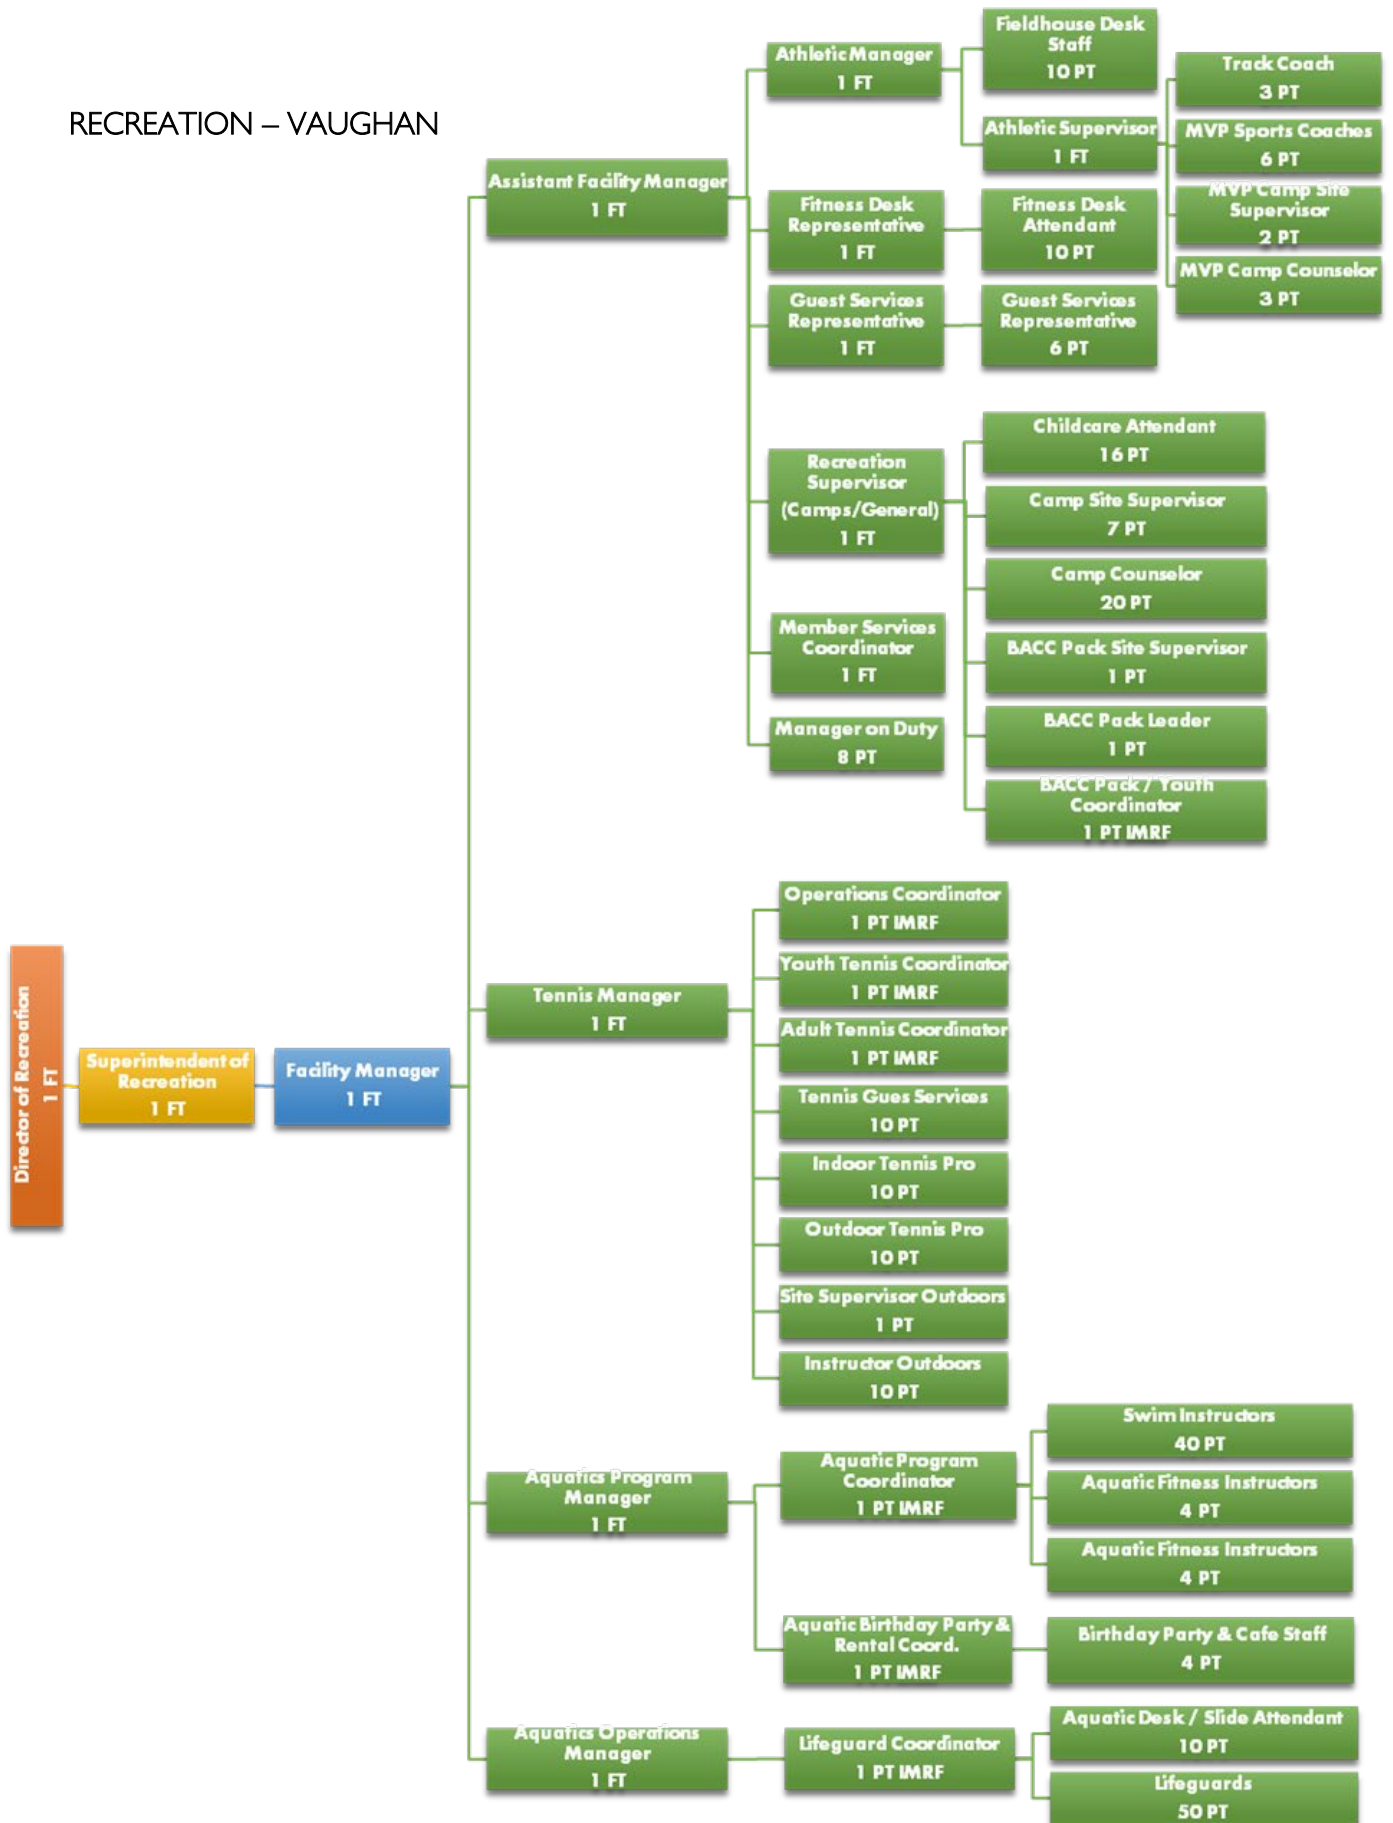 RECREATION – VAUGHAN
Director of Recreation
1 FT
Superintendent of
Recreation
1 FT
Facility Manager
1 FT
Assistant Facility Manager
1 FT
Athletic Manager
1 FT
Fieldhouse Desk
Staff
10 PT
Athletic Supervisor
1 FT
Track Coach
3 PT
MVP Sports Coaches
6 PT
MVP Camp Site
Supervisor
2 PT
MVP Camp Counselor
3 PT
Fitness Desk
Representative
1 FT
Fitness Desk
Attendant
10 PT
Guest Services
Representative
1 FT
Guest Services
Representative
6 PT
Recreation
Supervisor
(Camps/General)
1 FT
Childcare Attendant
16 PT
Camp Site Supervisor
7 PT
Camp Counselor
20 PT
BACC Pack Site Supervisor
1 PT
BACC Pack Leader
1 PT
BACC Pack / Youth
Coordinator
1 PT IMRF
Member Services
Coordinator
1 FT
Manager on Duty
8 PT
Tennis Manager
1 FT
Operations Coordinator
1 PT IMRF
Youth Tennis Coordinator
1 PT IMRF
Adult Tennis Coordinator
1 PT IMRF
Tennis Gues Services
10 PT
Indoor Tennis Pro
10 PT
Outdoor Tennis Pro
10 PT
Site Supervisor Outdoors
1 PT
Instructor Outdoors
10 PT
Aquatics Program
Manager
1 FT
Aquatic Program
Coordinator
1 PT IMRF
Swim Instructors
40 PT
Aquatic Fitness Instructors
4 PT
Aquatic Fitness Instructors
4 PT
Aquatic Birthday Party &
Rental Coord.
1 PT IMRF
Birthday Party & Cafe Staff
4 PT
Aquatics Operations
Manager
1 FT
Lifeguard Coordinator
1 PT IMRF
Aquatic Desk / Slide Attendant
10 PT
Lifeguards
50 PT